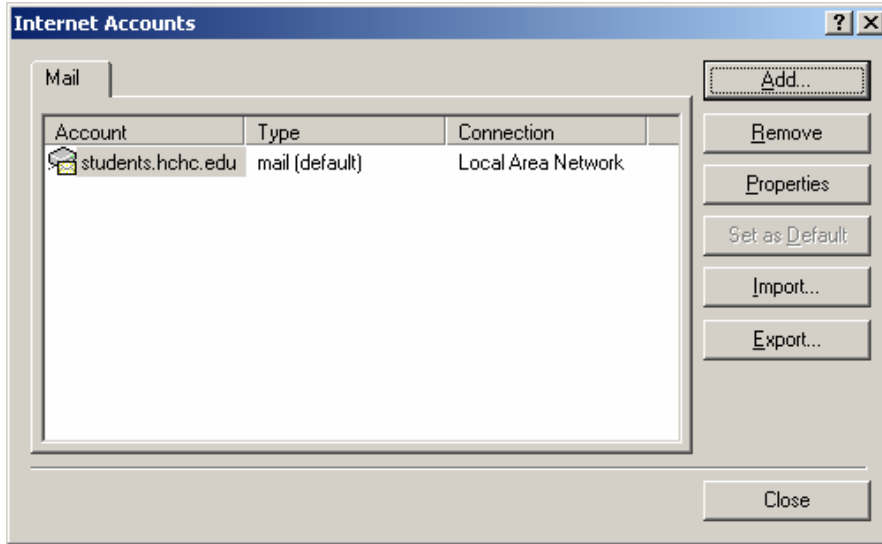 Internet Accounts
Mail
Add...
Account Type Connection
Remove
students.hchc.edu mail (default) Local Area Network
Properties
Set as Default
Import...
Export...
Close